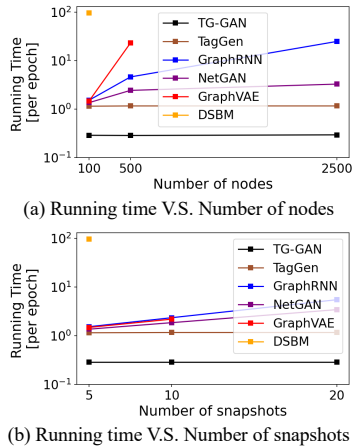 10²
10¹
10⁰
10⁻¹
Running Time
[per epoch]
TG-GAN
TagGen
GraphRNN
NetGAN
GraphVAE
DSBM
100 500 2500
Number of nodes
(a) Running time V.S. Number of nodes
10²
10¹
10⁰
10⁻¹
Running Time
[per epoch]
TG-GAN
TagGen
GraphRNN
NetGAN
GraphVAE
DSBM
5 10 20
Number of snapshots
(b) Running time V.S. Number of snapshots